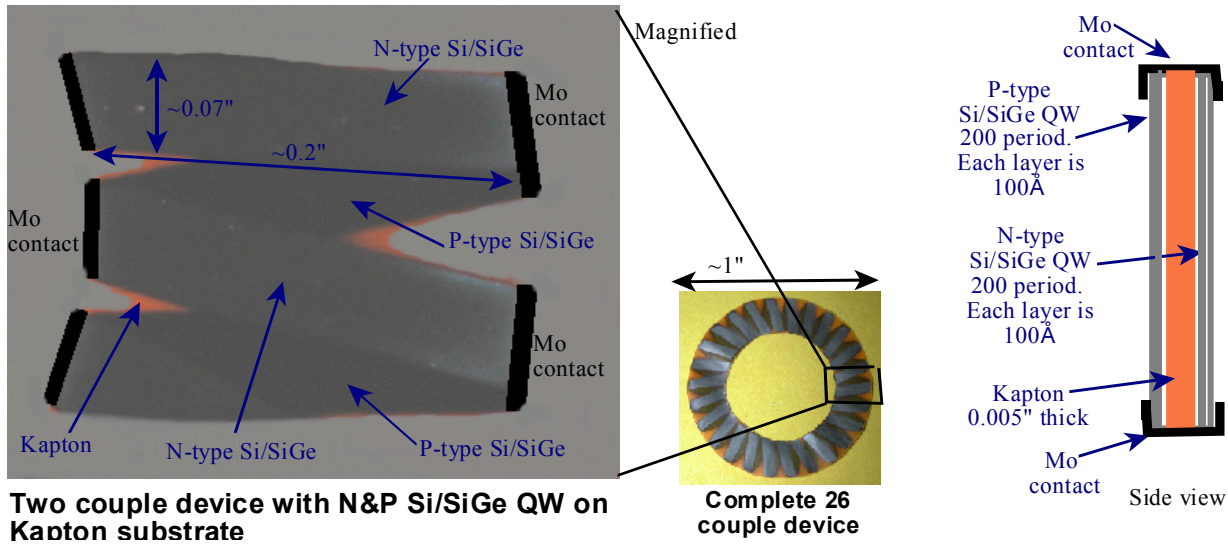 N-type Si/SiGe
~0.07"
Mo
contact
~0.2"
Mo
contact
P-type Si/SiGe
Mo
contact
Kapton
N-type Si/SiGe
P-type Si/SiGe
Two couple device with N&P Si/SiGe QW on
Kapton substrate
Magnified
~1"
Complete 26
couple device
Mo
contact
P-type
Si/SiGe QW
200 period.
Each layer is
100Å
N-type
Si/SiGe QW
200 period.
Each layer is
100Å
Kapton
0.005" thick
Mo
contact
Side view